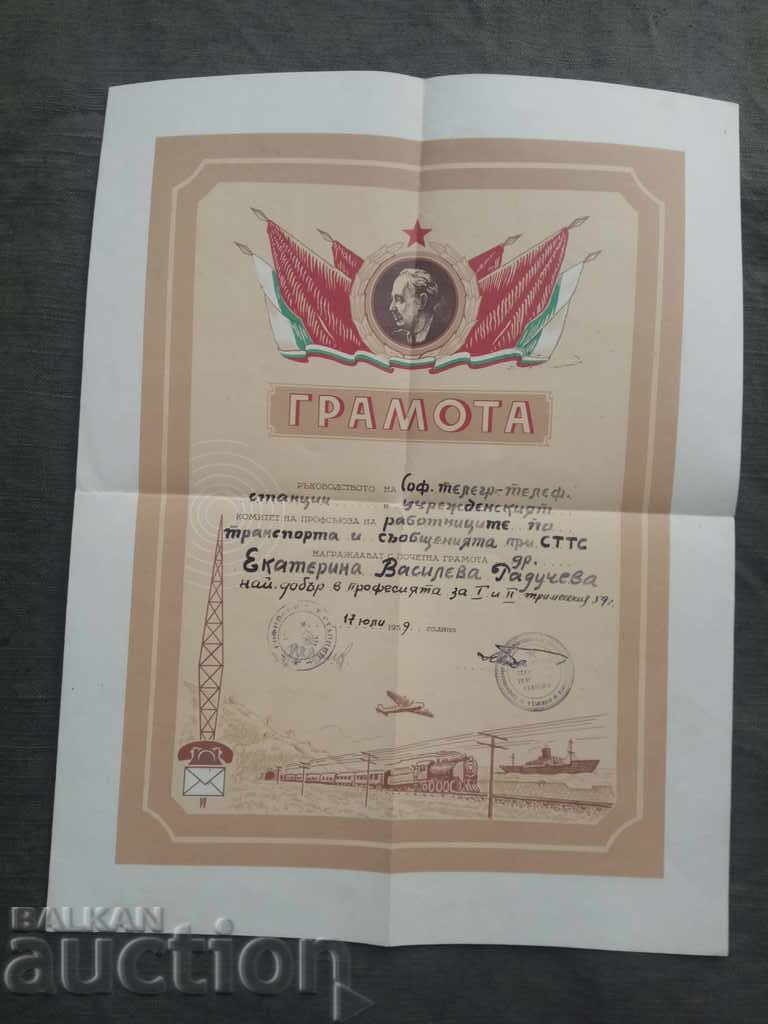 ГРАМОТА
РЪКОВОДСТВОТО НА Соф. телегр-телеф.
станции и учрежденският
КОМИТЕТ НА ПРОФСЪЮЗА НА работниците по
транспорта и съобщенията при СТТС
НАГРАЖДАВАТ С ПОЧЕТНА ГРАМОТА др.
Екатерина Василева Радучева
най. добър в професията за I и II тримесечия 59 г.
17 юли 1959. година
BALKAN
auction